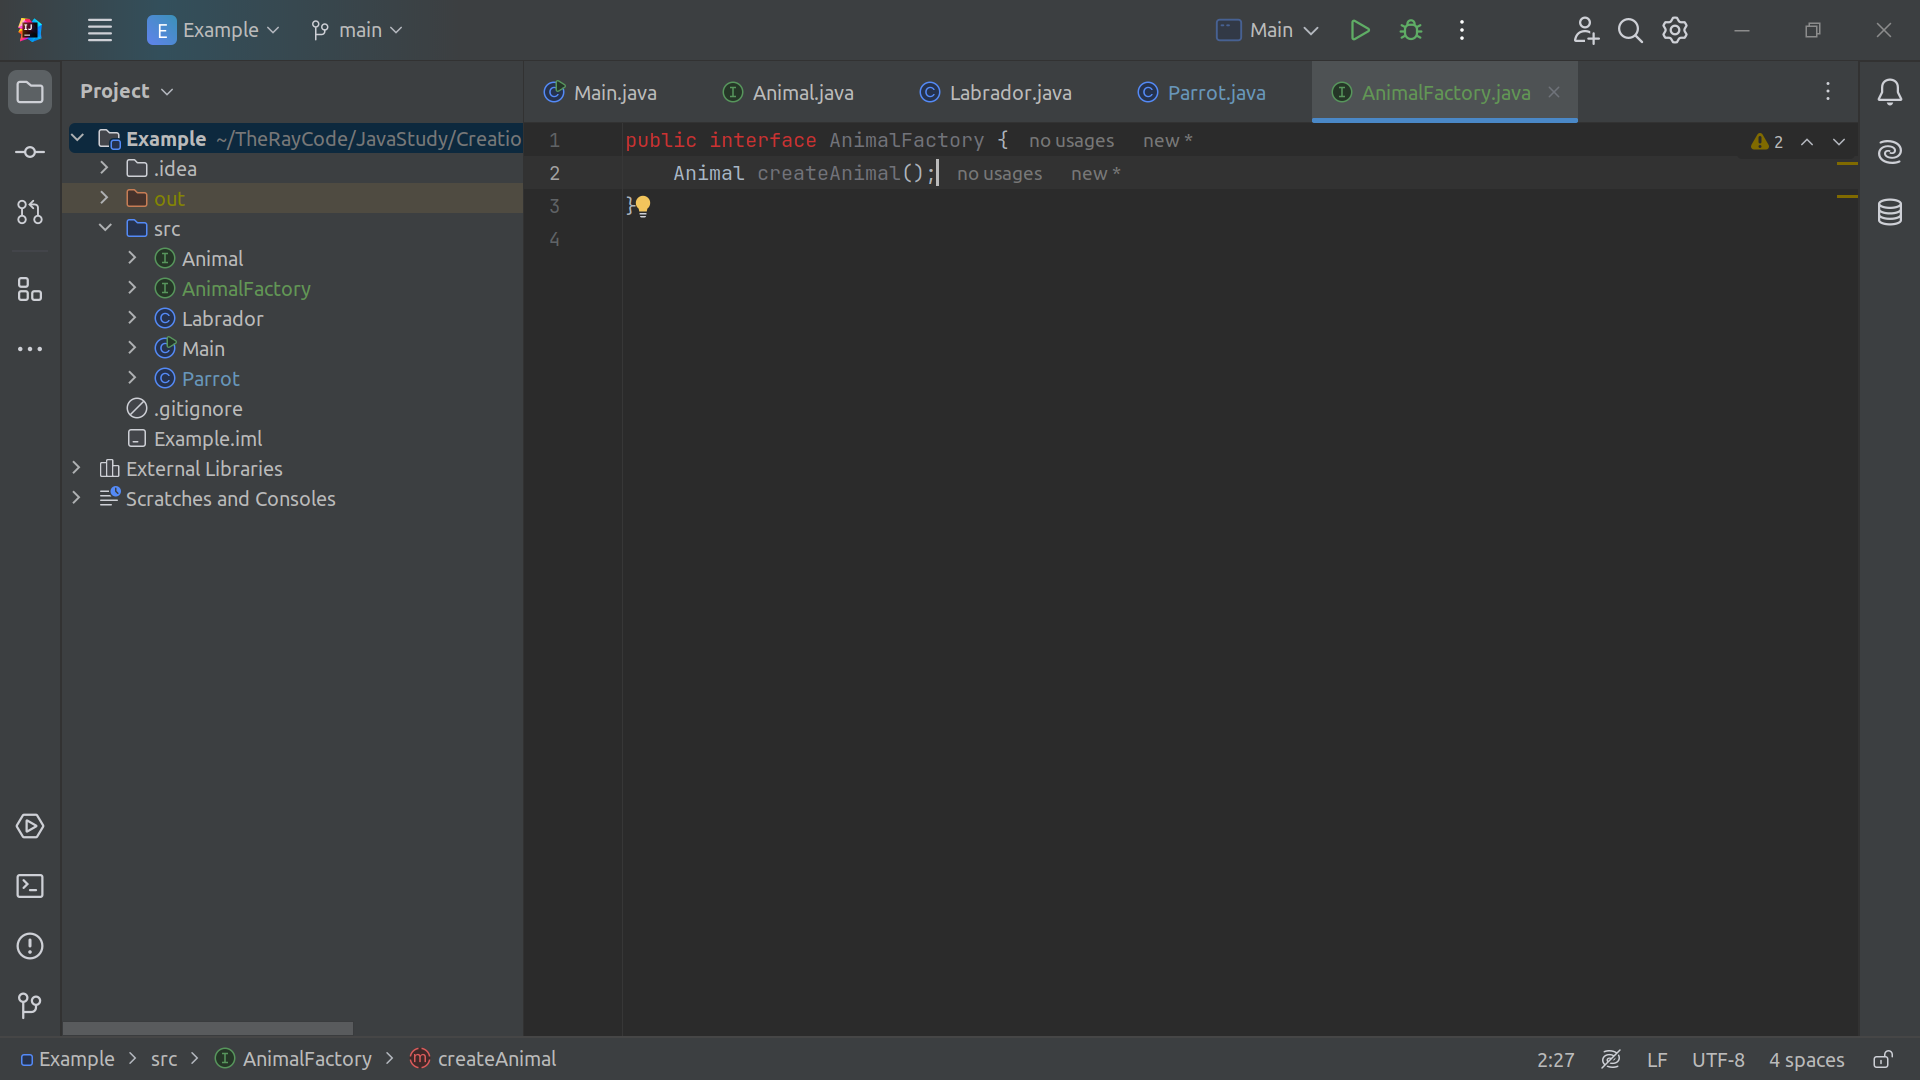 E Example main Main
Project
Main.java Animal.java Labrador.java Parrot.java AnimalFactory.java
Example ~/TheRayCode/JavaStudy/Creatio
.idea
out
src
Animal
AnimalFactory
Labrador
Main
Parrot
.gitignore
Example.iml
External Libraries
Scratches and Consoles
1 public interface AnimalFactory { no usages new * 2
2 Animal createAnimal(); no usages new *
3 }
4
Example > src > AnimalFactory > createAnimal 2:27 LF UTF-8 4 spaces